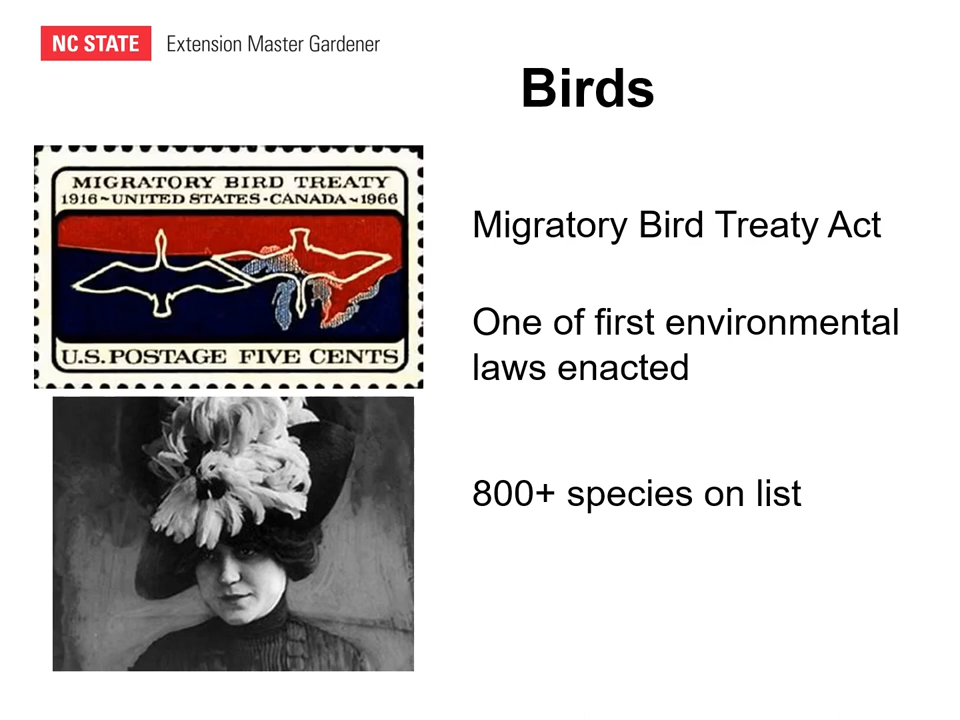 NC STATE Extension Master Gardener
Birds
MIGRATORY BIRD TREATY
1916~UNITED STATES·CANADA~1966
U.S. POSTAGE FIVE CENTS
Migratory Bird Treaty Act
One of first environmental
laws enacted
800+ species on list